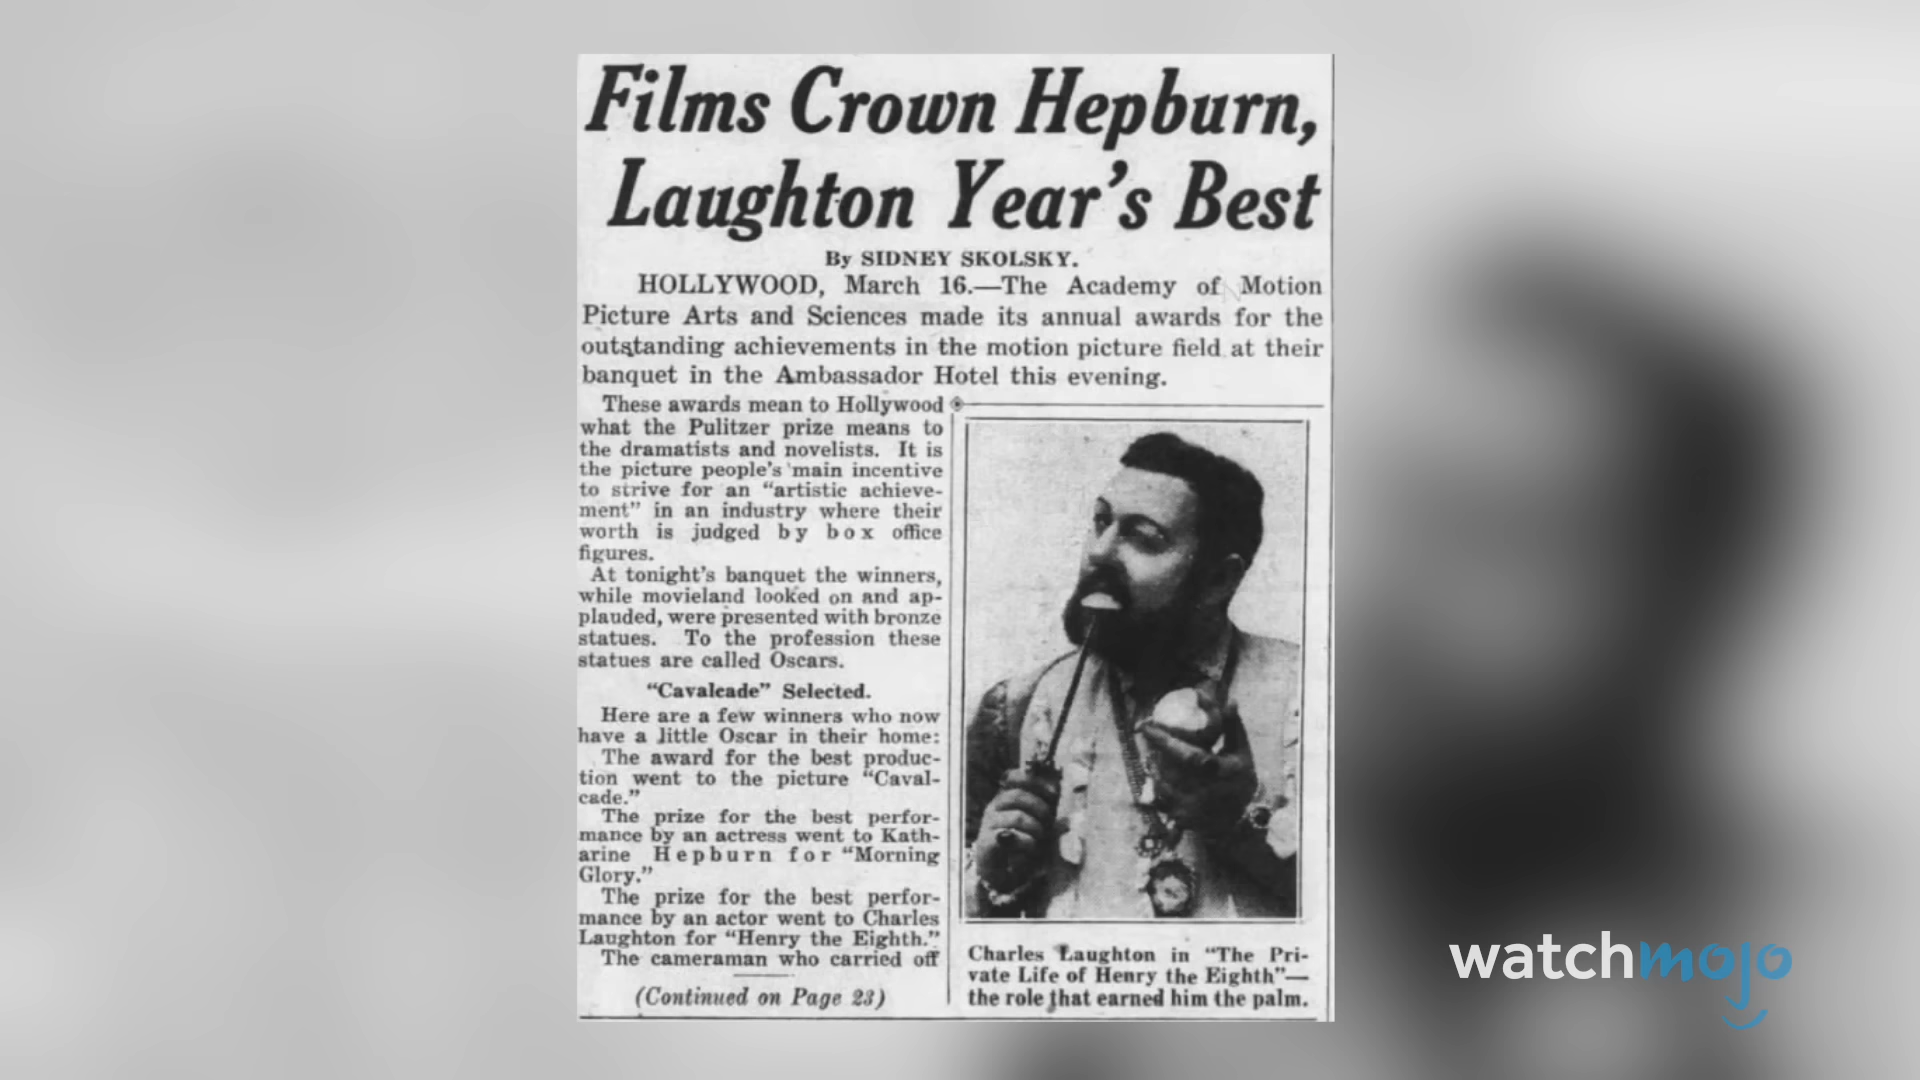 Films Crown Hepburn,
Laughton Year's Best
By SIDNEY SKOLSKY.
HOLLYWOOD, March 16.—The Academy of Motion
Picture Arts and Sciences made its annual awards for the
outstanding achievements in the motion picture field at their
banquet in the Ambassador Hotel this evening.
These awards mean to Hollywood
what the Pulitzer prize means to
the dramatists and novelists. It is
the picture people's main incentive
to strive for an "artistic achieve-
ment" in an industry where their
worth is judged by box office
figures.
At tonight's banquet the winners,
while movieland looked on and ap-
plauded, were presented with bronze
statues. To the profession these
statues are called Oscars.
"Cavalcade" Selected.
Here are a few winners who now
have a little Oscar in their home:
The award for the best produc-
tion went to the picture "Caval-
cade."
The prize for the best perfor-
mance by an actress went to Kath-
arine Hepburn for "Morning
Glory."
The prize for the best perfor-
mance by an actor went to Charles
Laughton for "Henry the Eighth."
The cameraman who carried off
(Continued on Page 23)
Charles Laughton in "The Pri-
vate Life of Henry the Eighth"—
the role that earned him the palm.
watchmojo